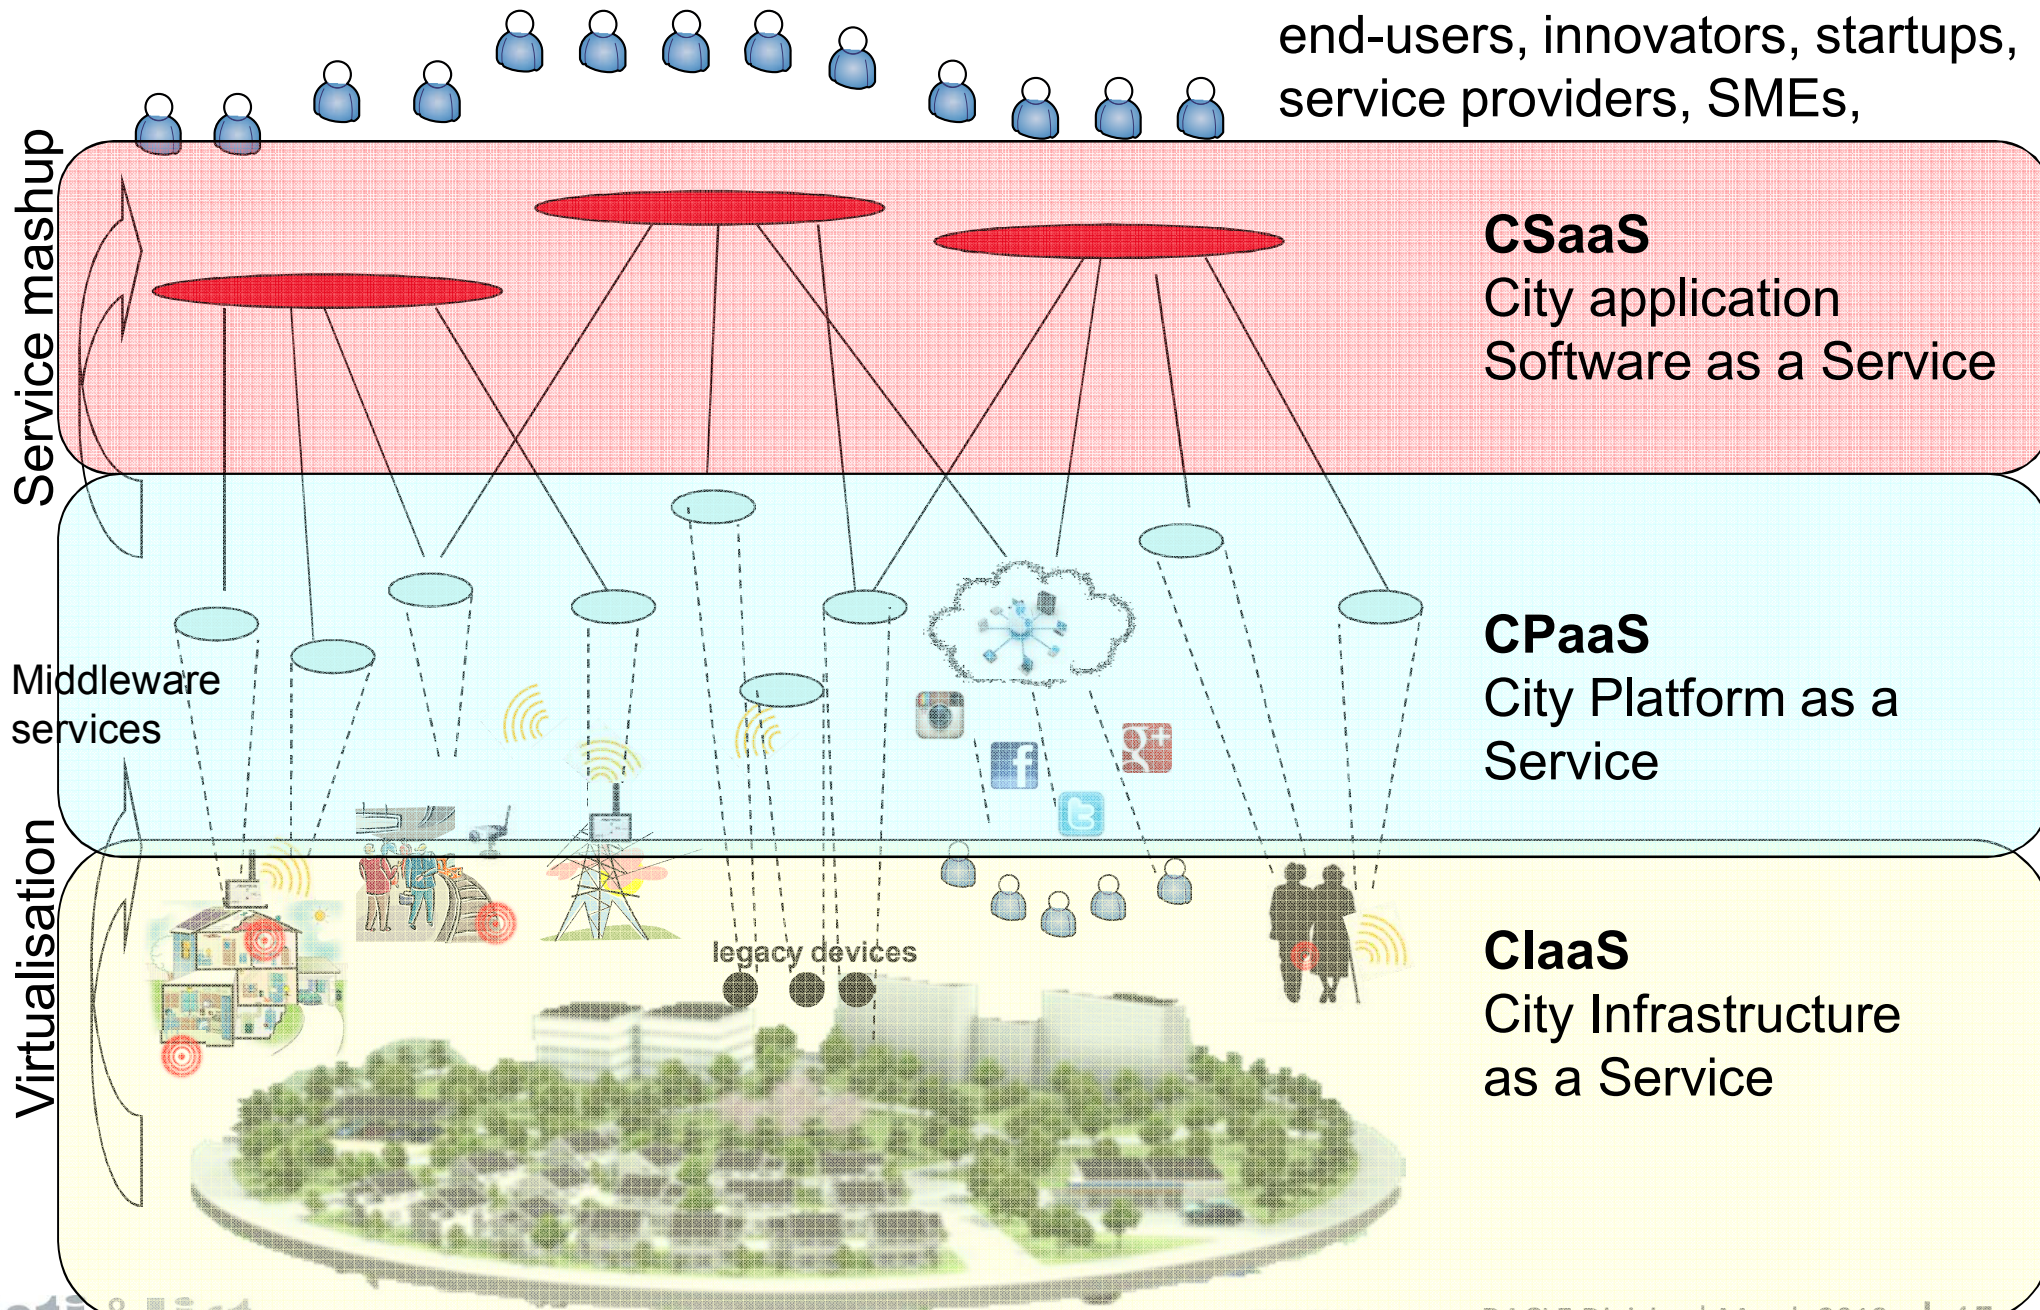 end-users, innovators, startups,
service providers, SMEs,
Service mashup
CSaaS
City application
Software as a Service
CPaaS
City Platform as a
Service
Middleware
services
Virtualisation
legacy devices
CIaaS
City Infrastructure
as a Service